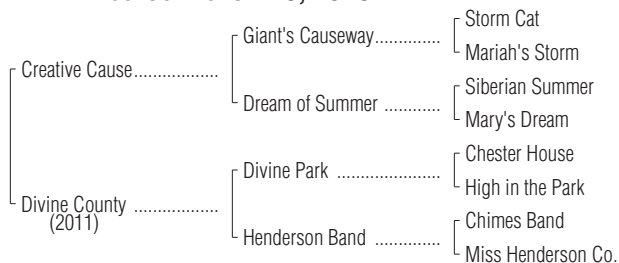 Creative Cause..................
Giant's Causeway..............
Storm Cat
Mariah's Storm
Dream of Summer ............
Siberian Summer
Mary's Dream
Divine County ..................
(2011)
Divine Park ......................
Chester House
High in the Park
Henderson Band ..............
Chimes Band
Miss Henderson Co.